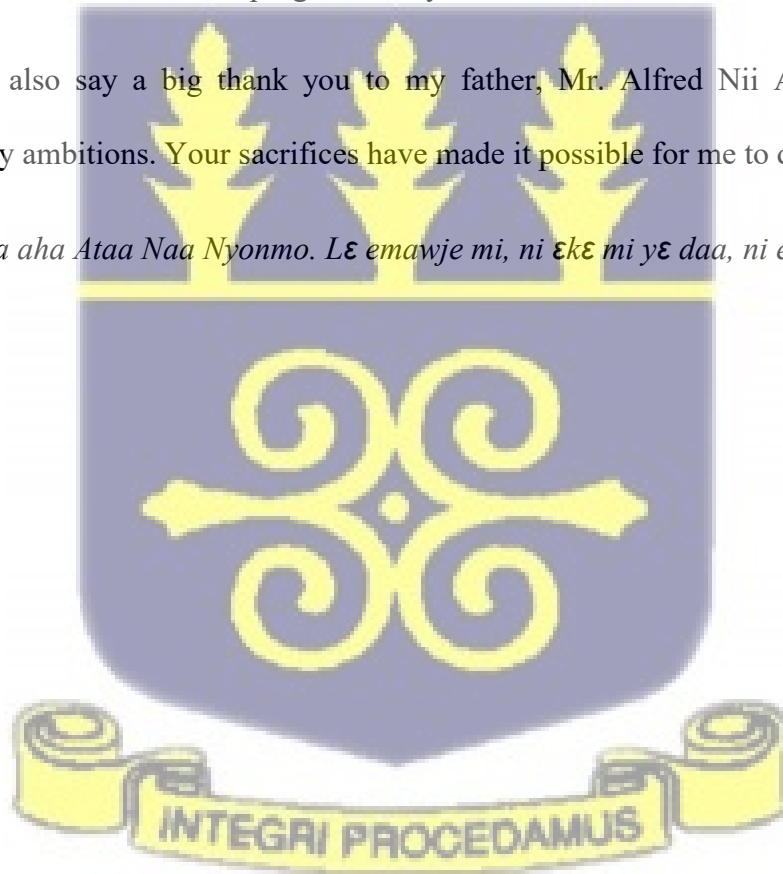 also say a big thank you to my father, Mr. Alfred Nii A
y ambitions. Your sacrifices have made it possible for me to
a aha Ataa Naa Nyonmo. Lɛ emawje mi, ni ɛkɛ mi yɛ daa, ni e
INTEGRI PROCEDAMUS